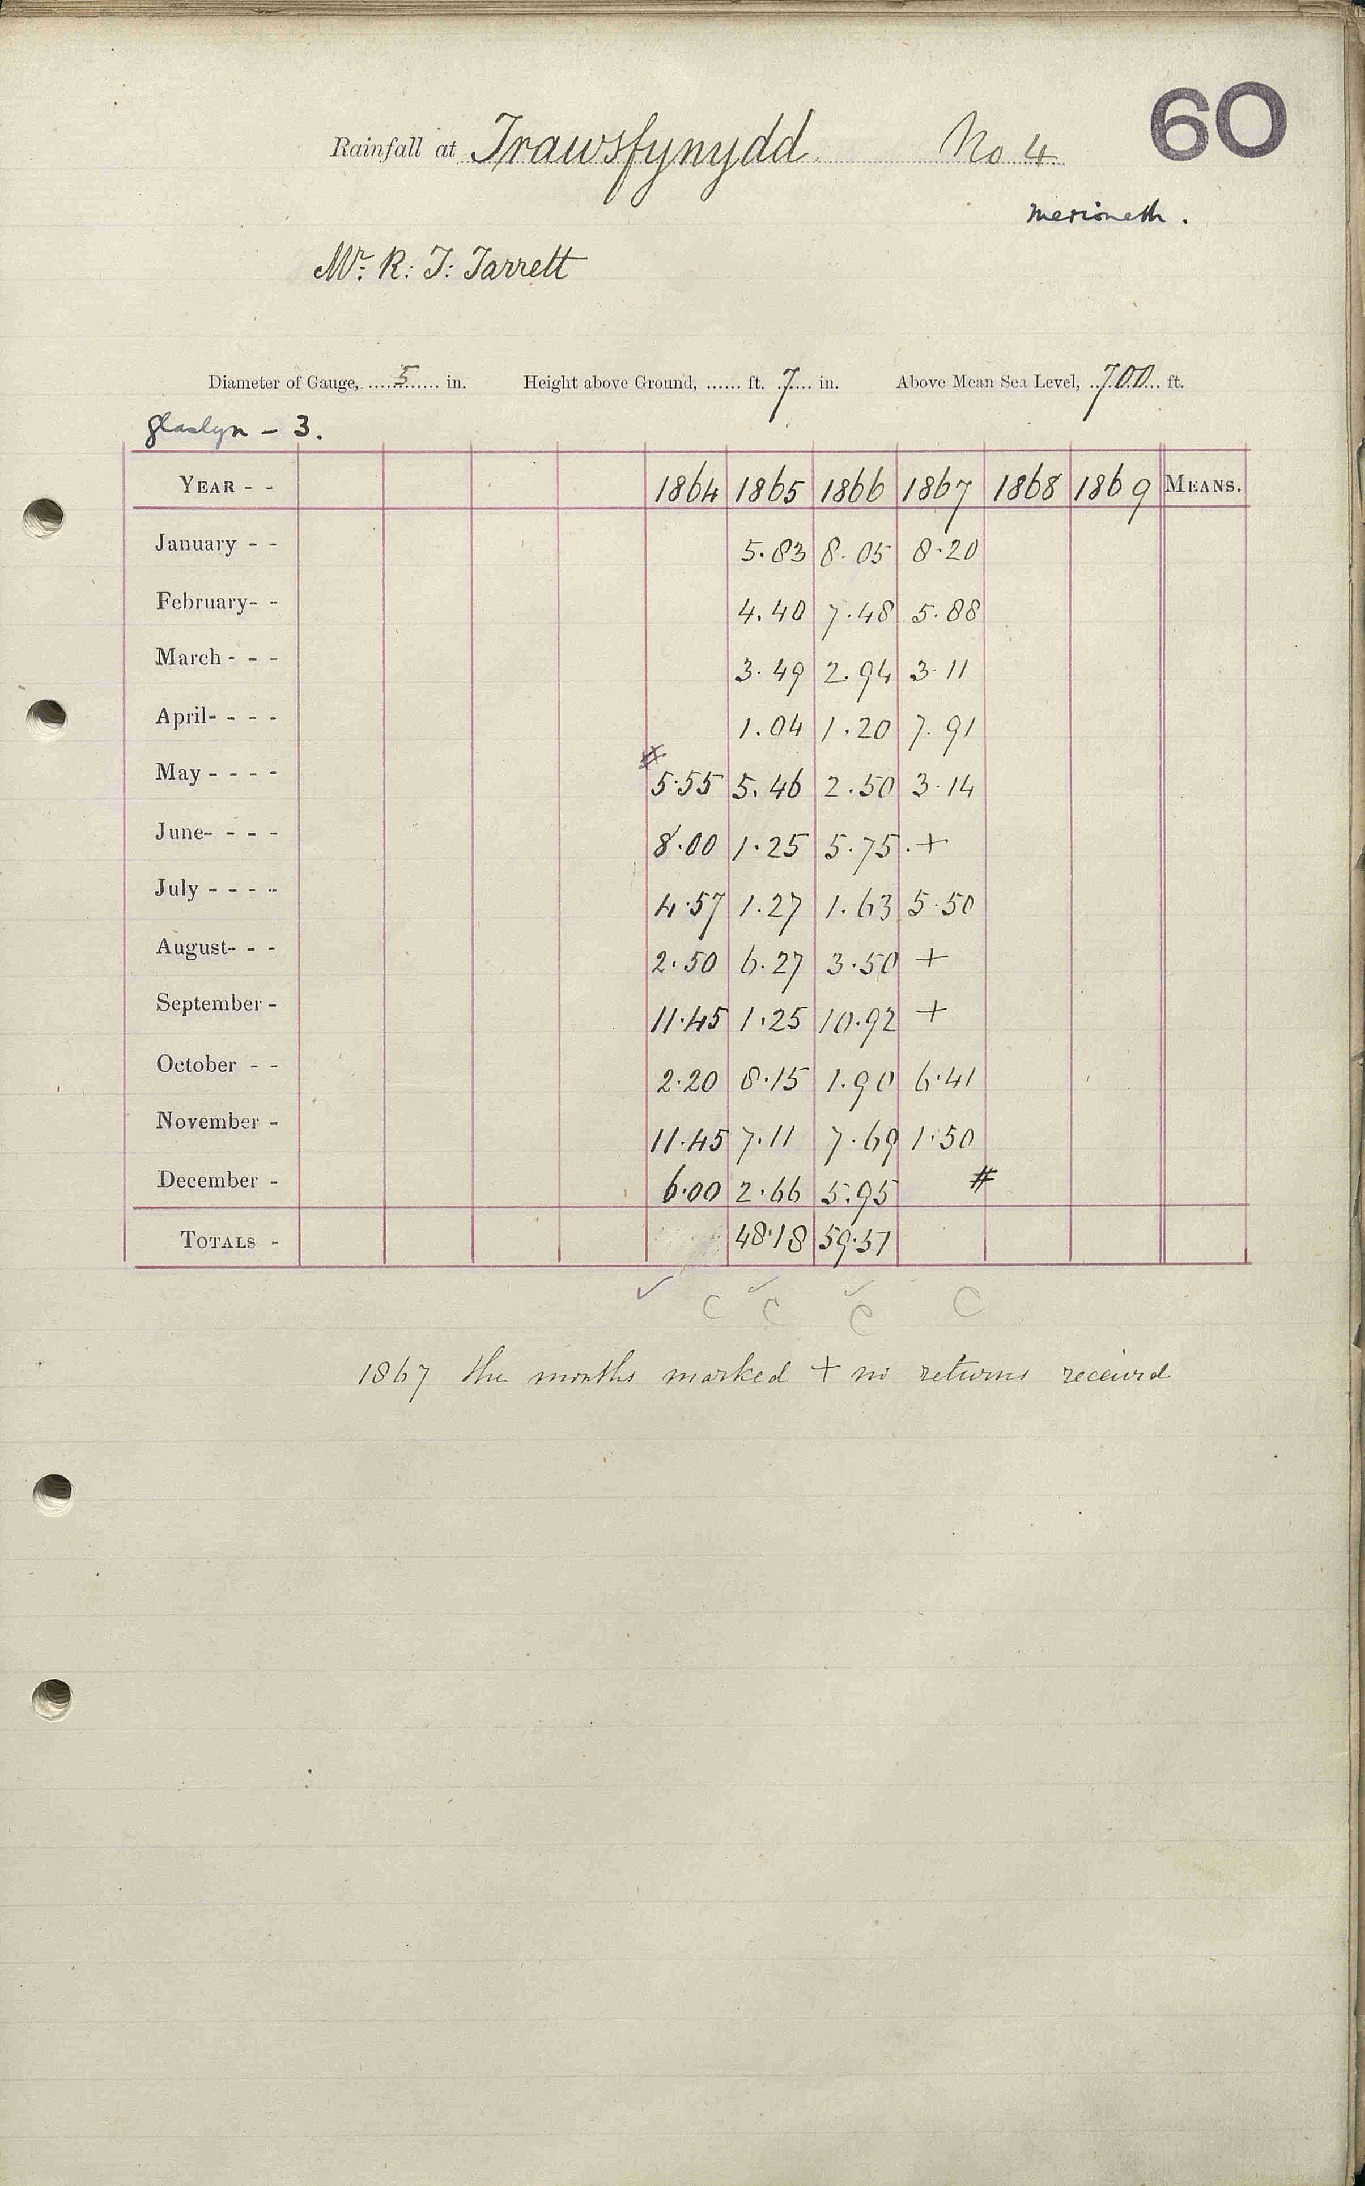 60
Rainfall at Trawsfynydd. No 4.
Merioneth.
Mr: R: T: Jarrett
Diameter of Gauge, 5 in. Height above Ground, ft. 7 in. Above Mean Sea Level, 700 ft.
Glaslyn - 3.
YEAR - - 1864 1865 1866 1867 1868 1869 MEANS.
January - - 5.83 8.05 8.20
February- - 4.40 7.48 5.88
March - - - 3.49 2.94 3.11
April- - - - 1.04 1.20 7.91
#
May - - - - 5.55 5.46 2.50 3.14
June- - - - 8.00 1.25 5.75 +
July - - - - 4.57 1.27 1.63 5.50
August- - - 2.50 6.27 3.50 +
September - 11.45 1.25 10.92 +
October - - 2.20 8.15 1.90 6.41
November - 11.45 7.11 7.69 1.50
December - 6.00 2.66 5.95 #
TOTALS - 48.18 59.51
C C C C
1867 the months marked + no returns received